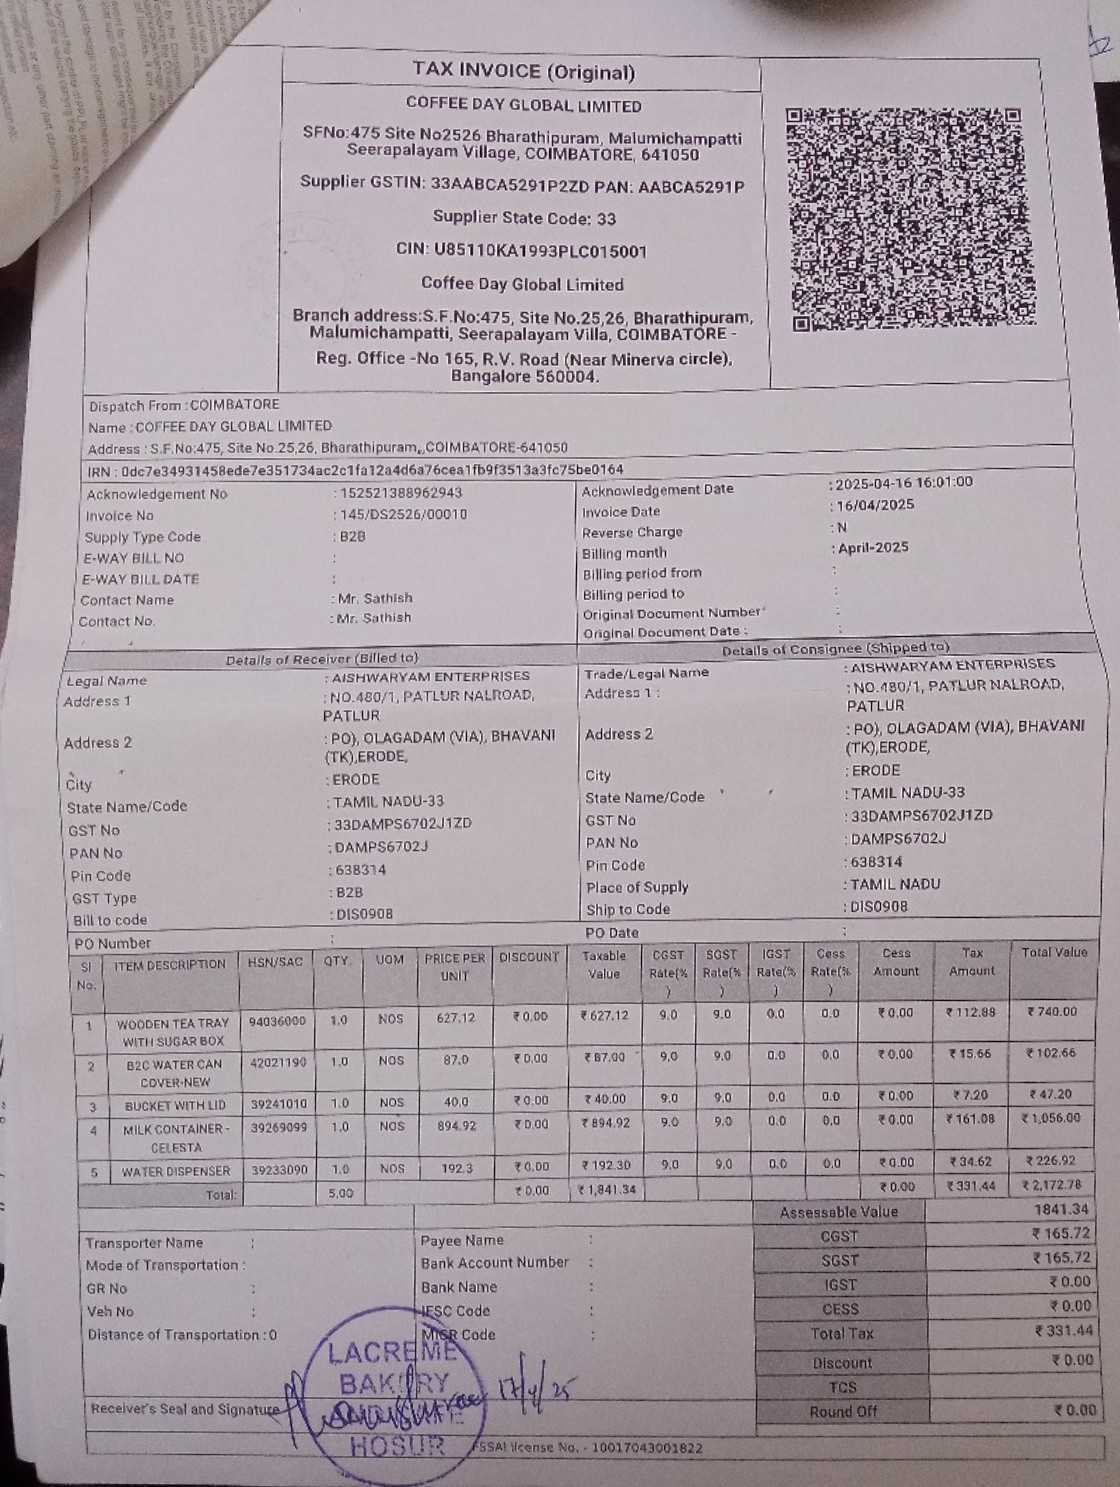 TAX INVOICE (Original)
COFFEE DAY GLOBAL LIMITED
SFNo:475 Site No2526 Bharathipuram, Malumichampatti
Seerapalayam Village, COIMBATORE, 641050
Supplier GSTIN: 33AABCA5291P2ZD PAN: AABCA5291P
Supplier State Code: 33
CIN: U85110KA1993PLC015001
Coffee Day Global Limited
Branch address:S.F.No:475, Site No.25,26, Bharathipuram,
Malumichampatti, Seerapalayam Villa, COIMBATORE -
Reg. Office -No 165, R.V. Road (Near Minerva circle),
Bangalore 560004.
Dispatch From : COIMBATORE
Name : COFFEE DAY GLOBAL LIMITED
Address : S.F.No:475, Site No.25,26, Bharathipuram,,COIMBATORE-641050
IRN : 0dc7e34931458ede7e351734ac2c1fa12a4d6a76cea1fb9f3513a3fc75be0164
Acknowledgement No : 152521388962943
Invoice No : 145/DS2526/00010
Supply Type Code : B2B
E-WAY BILL NO :
E-WAY BILL DATE :
Contact Name : Mr. Sathish
Contact No. : Mr. Sathish
Acknowledgement Date : 2025-04-16 16:01:00
Invoice Date : 16/04/2025
Reverse Charge : N
Billing month : April-2025
Billing period from :
Billing period to :
Original Document Number :
Original Document Date : :
Details of Receiver (Billed to)
Legal Name : AISHWARYAM ENTERPRISES
Address 1 : NO.480/1, PATLUR NALROAD,
PATLUR
Address 2 : PO), OLAGADAM (VIA), BHAVANI
(TK),ERODE,
City : ERODE
State Name/Code : TAMIL NADU-33
GST No : 33DAMPS6702J1ZD
PAN No : DAMPS6702J
Pin Code : 638314
GST Type : B2B
Bill to code : DIS0908
PO Number :
Details of Consignee (Shipped to)
Trade/Legal Name : AISHWARYAM ENTERPRISES
Address 1 : : NO.480/1, PATLUR NALROAD,
PATLUR
Address 2 : PO), OLAGADAM (VIA), BHAVANI
(TK),ERODE,
City : ERODE
State Name/Code : TAMIL NADU-33
GST No : 33DAMPS6702J1ZD
PAN No : DAMPS6702J
Pin Code : 638314
Place of Supply : TAMIL NADU
Ship to Code : DIS0908
PO Date :
SI No. ITEM DESCRIPTION HSN/SAC QTY. UOM PRICE PER UNIT DISCOUNT Taxable Value CGST Rate(%) SGST Rate(%) IGST Rate(%) Cess Rate(%) Cess Amount Tax Amount Total Value
1 WOODEN TEA TRAY WITH SUGAR BOX 94036000 1.0 NOS 627.12 ₹ 0.00 ₹ 627.12 9.0 9.0 0.0 0.0 ₹ 0.00 ₹ 112.88 ₹ 740.00
2 B2C WATER CAN COVER-NEW 42021190 1.0 NOS 87.0 ₹ 0.00 ₹ 87.00 9.0 9.0 0.0 0.0 ₹ 0.00 ₹ 15.66 ₹ 102.66
3 BUCKET WITH LID 39241010 1.0 NOS 40.0 ₹ 0.00 ₹ 40.00 9.0 9.0 0.0 0.0 ₹ 0.00 ₹ 7.20 ₹ 47.20
4 MILK CONTAINER - CELESTA 39269099 1.0 NOS 894.92 ₹ 0.00 ₹ 894.92 9.0 9.0 0.0 0.0 ₹ 0.00 ₹ 161.08 ₹ 1,056.00
5 WATER DISPENSER 39233090 1.0 NOS 192.3 ₹ 0.00 ₹ 192.30 9.0 9.0 0.0 0.0 ₹ 0.00 ₹ 34.62 ₹ 226.92
Total: 5.00 ₹ 0.00 ₹ 1,841.34 ₹ 0.00 ₹ 331.44 ₹ 2,172.78
Transporter Name :
Mode of Transportation :
GR No :
Veh No :
Distance of Transportation : 0
Payee Name :
Bank Account Number :
Bank Name :
IFSC Code :
MICR Code :
Assessable Value 1841.34
CGST ₹ 165.72
SGST ₹ 165.72
IGST ₹ 0.00
CESS ₹ 0.00
Total Tax ₹ 331.44
Discount ₹ 0.00
TCS
Round Off ₹ 0.00
Receiver's Seal and Signature
LACREME
BAKERY
HOSUR
17/4/25
FSSAI license No. - 10017043001822